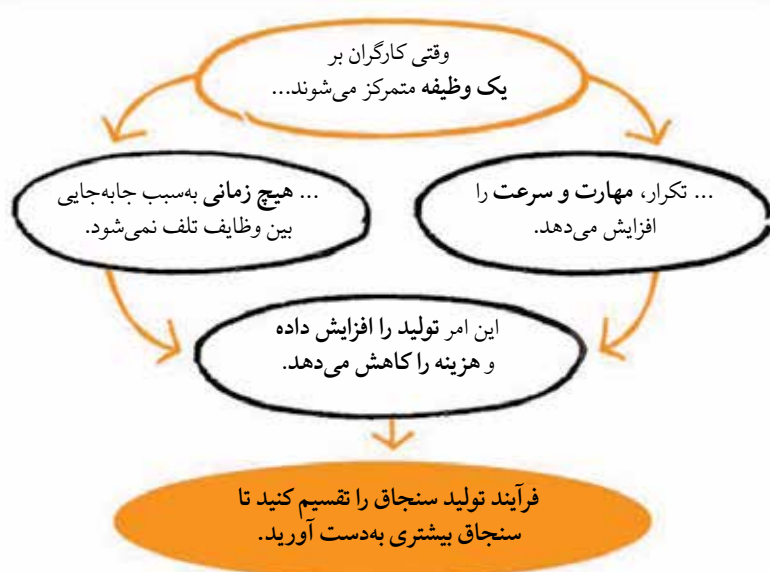 وقتی کارگران بر
یک وظیفه متمرکز می‌شوند...
... تکرار، مهارت و سرعت را
افزایش می‌دهد.
... هیچ زمانی به‌سبب جابه‌جایی
بین وظایف تلف نمی‌شود.
این امر تولید را افزایش داده
و هزینه را کاهش می‌دهد.
فرآیند تولید سنجاق را تقسیم کنید تا
سنجاق بیشتری به‌دست آورید.